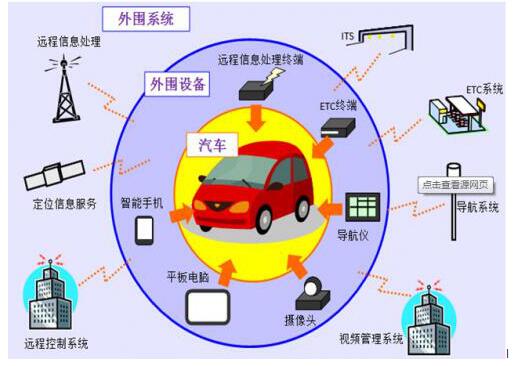 外围系统
远程信息处理
ITS
远程信息处理终端
外围设备
ETC系统
ETC终端
汽车
点击查看源网页
定位信息服务
智能手机
导航仪
导航系统
平板电脑
摄像头
远程控制系统
视频管理系统